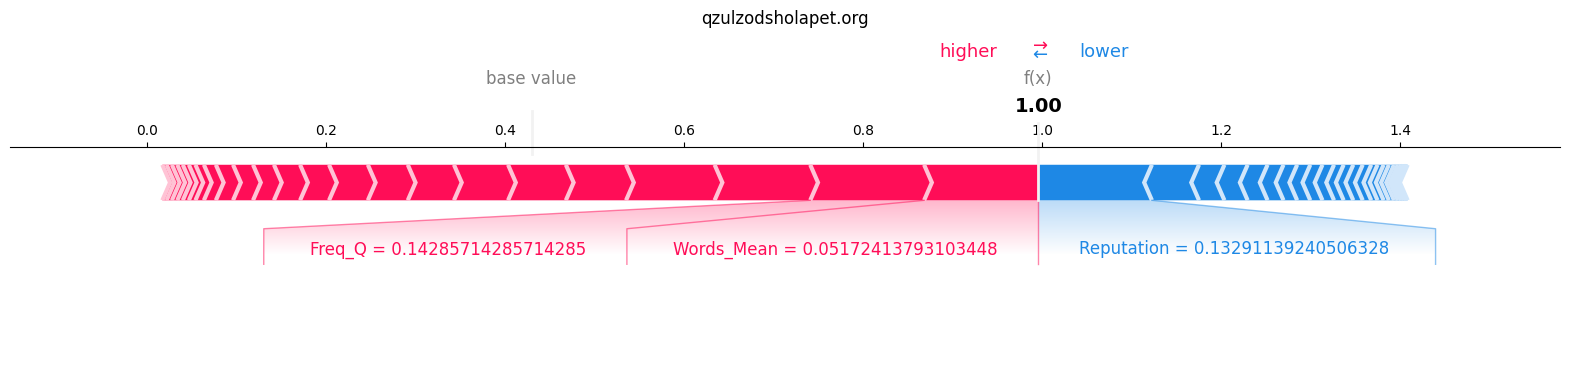 qzulzodsholapet.org
higher → ← lower
base value f(x)
1.00
0.0 0.2 0.4 0.6 0.8 1.0 1.2 1.4
Freq_Q = 0.14285714285714285 Words_Mean = 0.05172413793103448 Reputation = 0.13291139240506328